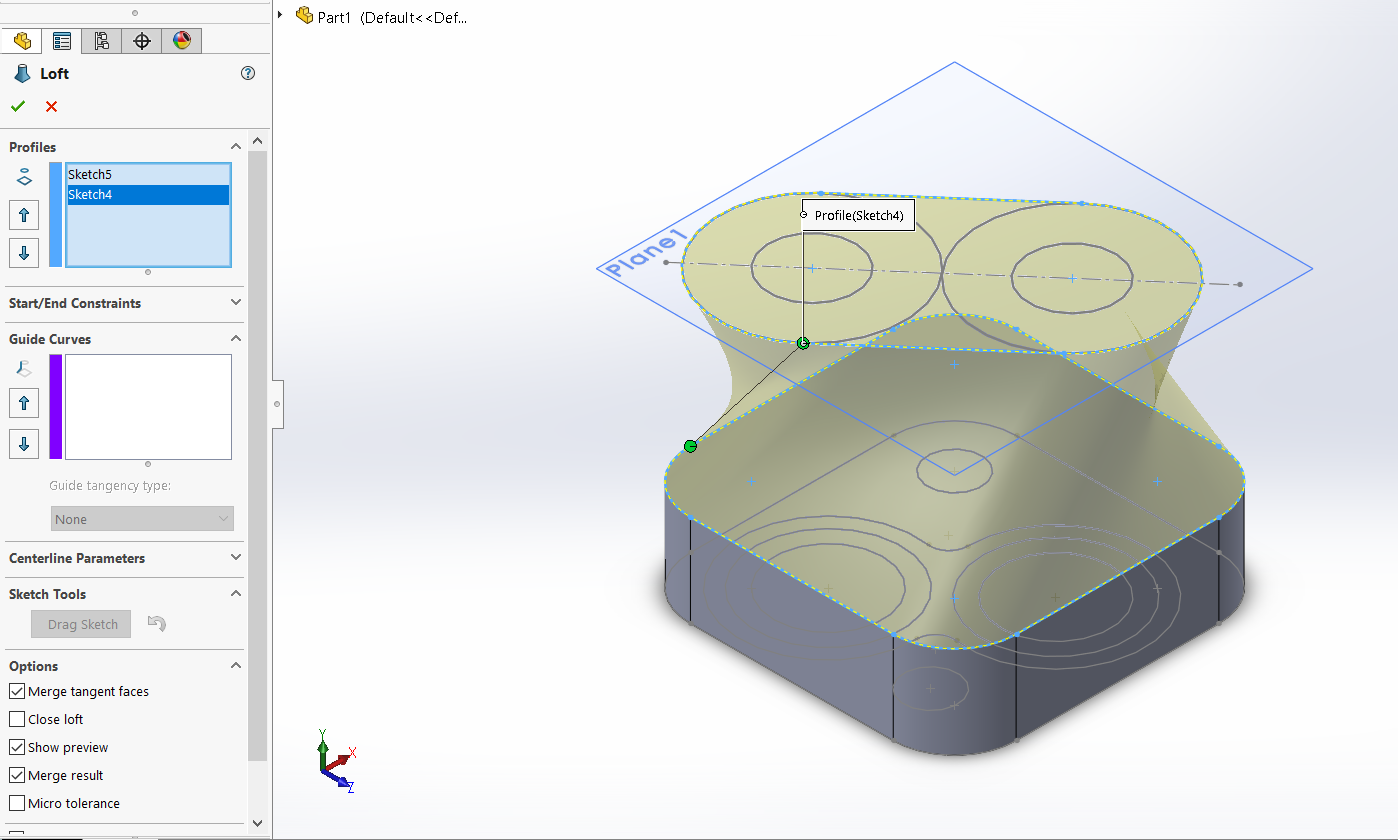 Part1 (Default<<Def...
Loft
Profiles
Sketch5
Sketch4
Start/End Constraints
Guide Curves
Guide tangency type:
None
Centerline Parameters
Sketch Tools
Drag Sketch
Options
Merge tangent faces
Close loft
Show preview
Merge result
Micro tolerance
Profile(Sketch4)
Plane1
Y
X
Z